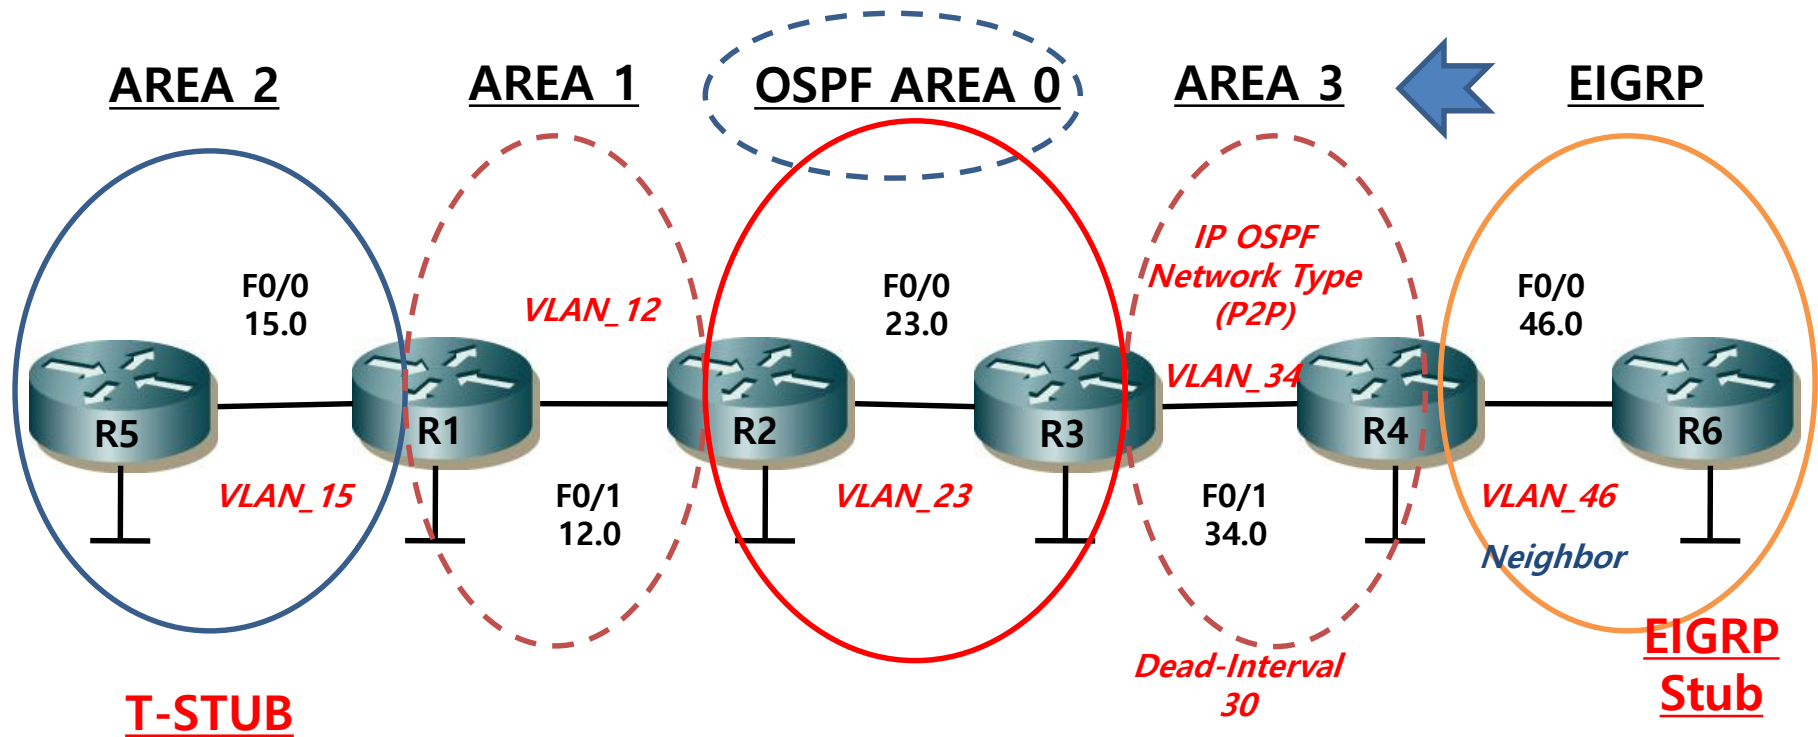 AREA 2
AREA 1
OSPF AREA 0
AREA 3
EIGRP
F0/0
15.0
VLAN_12
F0/0
23.0
IP OSPF
Network Type
(P2P)
VLAN_34
F0/0
46.0
R5
R1
R2
R3
R4
R6
VLAN_15
F0/1
12.0
VLAN_23
F0/1
34.0
VLAN_46
Neighbor
Dead-Interval
30
EIGRP
Stub
T-STUB